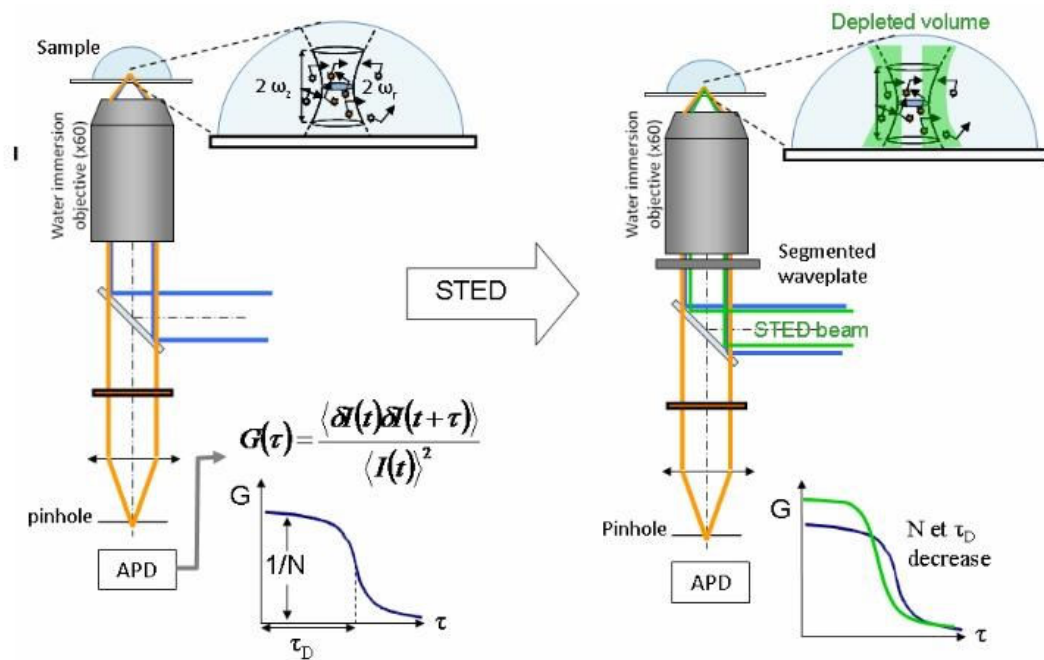 Sample
2 ω_z
2 ω_r
Water immersion
objective (x60)
G(τ) = ⟨δI(t)δI(t+τ)⟩ / ⟨I(t)⟩²
pinhole
APD
G
1/N
τ
τ_D
STED
Depleted volume
Water immersion
objective (x60)
Segmented
waveplate
STED beam
Pinhole
APD
G
N et τ_D
decrease
τ